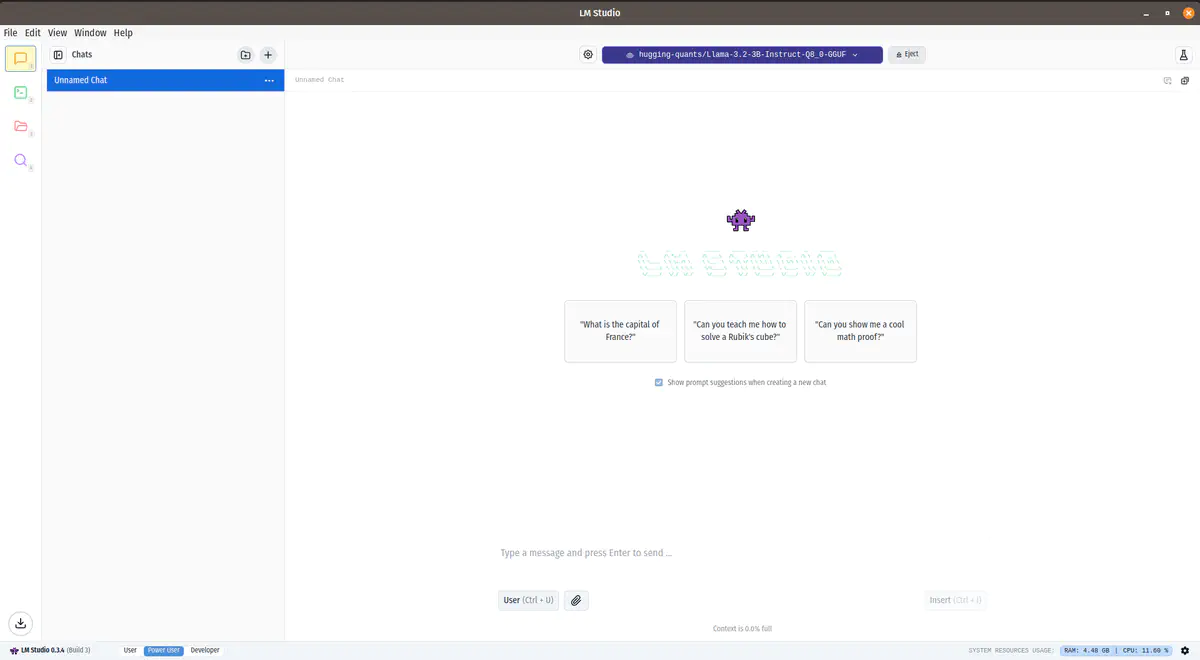 LM Studio
File Edit View Window Help
Chats
hugging-quants/Llama-3.2-3B-Instruct-Q8_0-GGUF
Eject
Unnamed Chat
Unnamed Chat
LM STUDIO
"What is the capital of
France?"
"Can you teach me how to
solve a Rubik's cube?"
"Can you show me a cool
math proof?"
Show prompt suggestions when creating a new chat
Type a message and press Enter to send ...
User (Ctrl + U)
Insert (Ctrl + I)
Context is 0.0% full
LM Studio 0.3.4 (Build 3)
User
Power User
Developer
SYSTEM RESOURCES USAGE:
RAM: 4.48 GB | CPU: 11.60 %